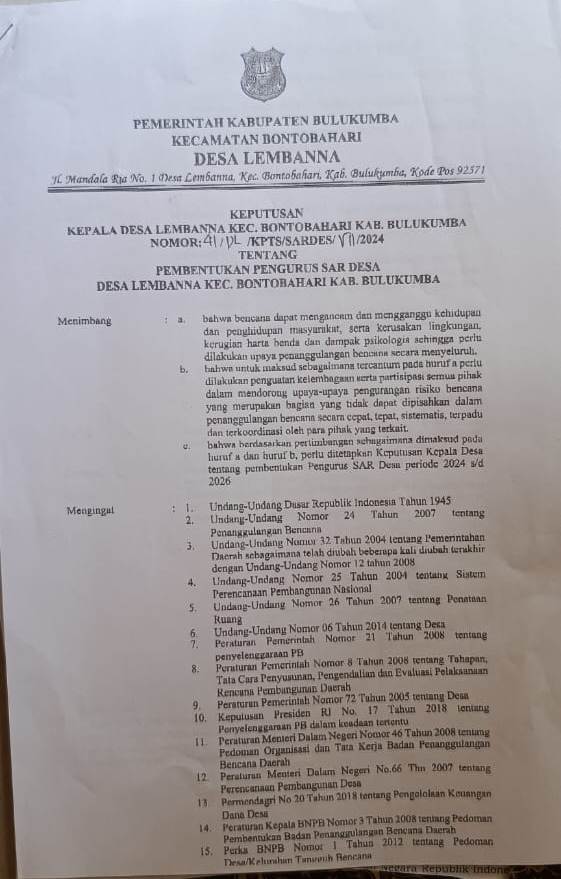 PEMERINTAH KABUPATEN BULUKUMBA
KECAMATAN BONTOBAHARI
DESA LEMBANNA
Jl. Mandala Ria No. 1 Desa Lembanna, Kec. Bontobahari, Kab. Bulukumba, Kode Pos 92571
KEPUTUSAN
KEPALA DESA LEMBANNA KEC. BONTOBAHARI KAB. BULUKUMBA
NOMOR: 41/DL /KPTS/SARDES/VII/2024
TENTANG
PEMBENTUKAN PENGURUS SAR DESA
DESA LEMBANNA KEC. BONTOBAHARI KAB. BULUKUMBA
Menimbang : a. bahwa bencana dapat mengancam dan mengganggu kehidupan
dan penghidupan masyarakat, serta kerusakan lingkungan,
kerugian harta benda dan dampak psikologis sehingga perlu
dilakukan upaya penanggulangan bencana secara menyeluruh.
b. bahwa untuk maksud sebagaimana tercantum pada huruf a perlu
dilakukan penguatan kelembagaan serta partisipasi semua pihak
dalam mendorong upaya-upaya pengurangan risiko bencana
yang merupakan bagian yang tidak dapat dipisahkan dalam
penanggulangan bencana secara cepat, tepat, sistematis, terpadu
dan terkoordinasi oleh para pihak yang terkait.
c. bahwa berdasarkan pertimbangan sebagaimana dimaksud pada
huruf a dan huruf b, perlu ditetapkan Keputusan Kepala Desa
tentang pembentukan Pengurus SAR Desa periode 2024 s/d
2026
Mengingat : 1. Undang-Undang Dasar Republik Indonesia Tahun 1945
2. Undang-Undang Nomor 24 Tahun 2007 tentang
Penanggulangan Bencana
3. Undang-Undang Nomor 32 Tahun 2004 tentang Pemerintahan
Daerah sebagaimana telah diubah beberapa kali diubah terakhir
dengan Undang-Undang Nomor 12 tahun 2008
4. Undang-Undang Nomor 25 Tahun 2004 tentang Sistem
Perencanaan Pembangunan Nasional
5. Undang-Undang Nomor 26 Tahun 2007 tentang Penataan
Ruang
6. Undang-Undang Nomor 06 Tahun 2014 tentang Desa
7. Peraturan Pemerintah Nomor 21 Tahun 2008 tentang
penyelenggaraan PB
8. Peraturan Pemerintah Nomor 8 Tahun 2008 tentang Tahapan,
Tata Cara Penyusunan, Pengendalian dan Evaluasi Pelaksanaan
Rencana Pembangunan Daerah
9. Peraturan Pemerintah Nomor 72 Tahun 2005 tentang Desa
10. Keputusan Presiden RI No. 17 Tahun 2018 tentang
Penyelenggaraan PB dalam keadaan tertentu
11. Peraturan Menteri Dalam Negeri Nomor 46 Tahun 2008 tentang
Pedoman Organisasi dan Tata Kerja Badan Penanggulangan
Bencana Daerah
12. Peraturan Menteri Dalam Negeri No.66 Thn 2007 tentang
Perencanaan Pembangunan Desa
13. Permendagri No 20 Tahun 2018 tentang Pengelolaan Keuangan
Dana Desa
14. Peraturan Kepala BNPB Nomor 3 Tahun 2008 tentang Pedoman
Pembentukan Badan Penanggulangan Bencana Daerah
15. Perka BNPB Nomor 1 Tahun 2012 tentang Pedoman
Desa/Kelurahan Tangguh Bencana
Negara Republik Indone